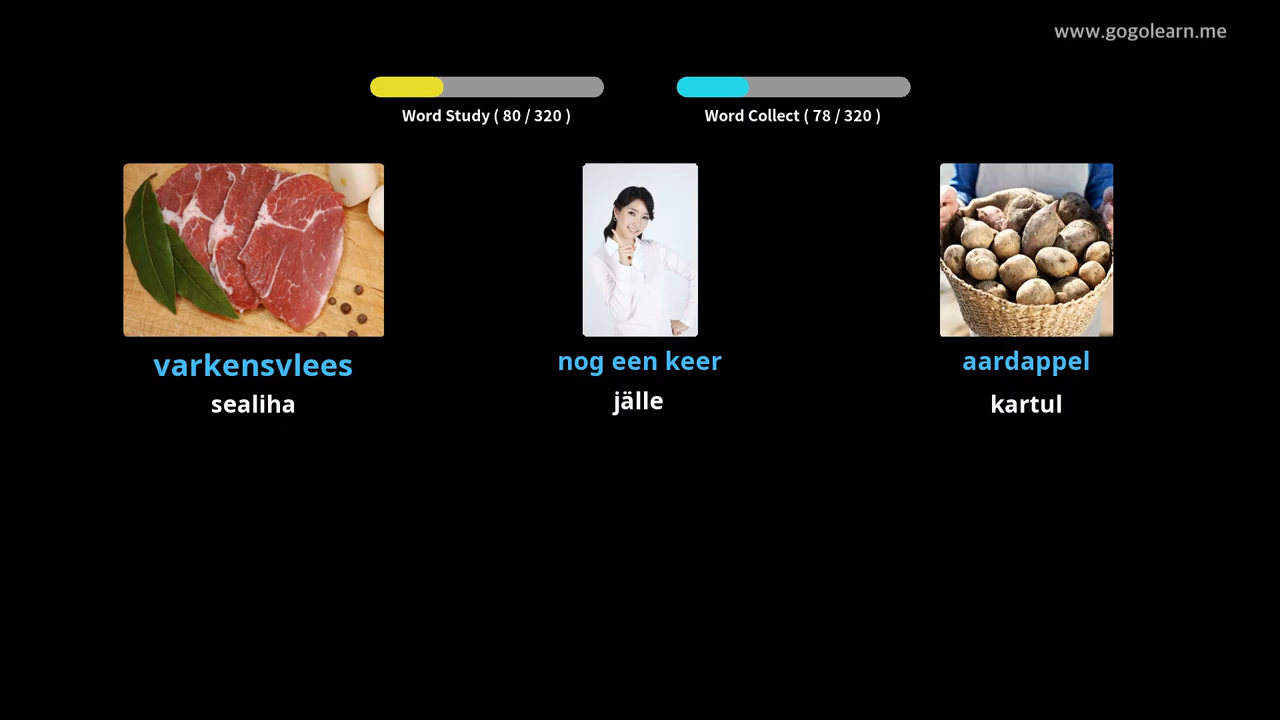 www.gogolearn.me
Word Study ( 80 / 320 )
Word Collect ( 78 / 320 )
varkensvlees
sealiha
nog een keer
jälle
aardappel
kartul